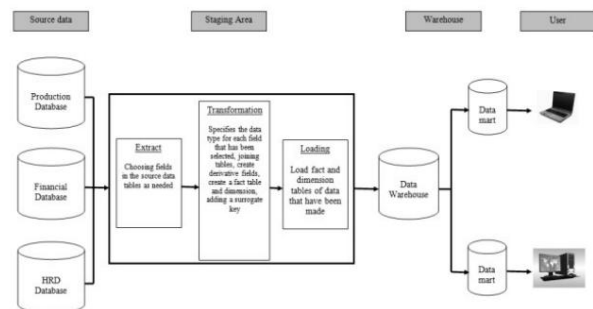 Source data
Staging Area
Warehouse
User
Production
Database
Financial
Database
HRD
Database
Extract
Choosing fields
in the source data
tables as needed
Transformation
Specifies the data
type for each field
that has been
selected, joining
tables, create
derivative fields,
create a fact table
and dimension,
adding a surrogate
key
Loading
Load fact and
dimension
tables of data
that have been
made
Data
Warehouse
Data
mart
Data
mart